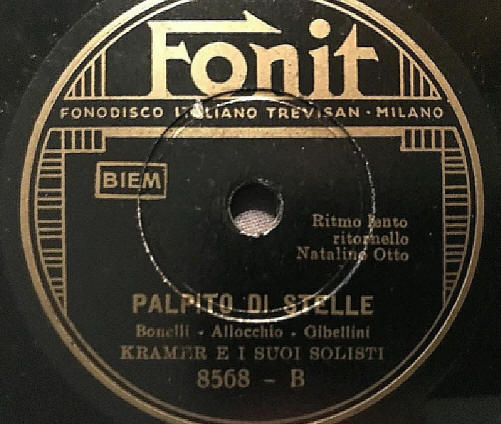 Fonit
FONODISCO ITALIANO TREVISAN - MILANO
BIEM
Ritmo lento
ritornello
Natalino Otto
PALPITO DI STELLE
Bonelli - Allocchio - Gibellini
KRAMER E I SUOI SOLISTI
8568 - B